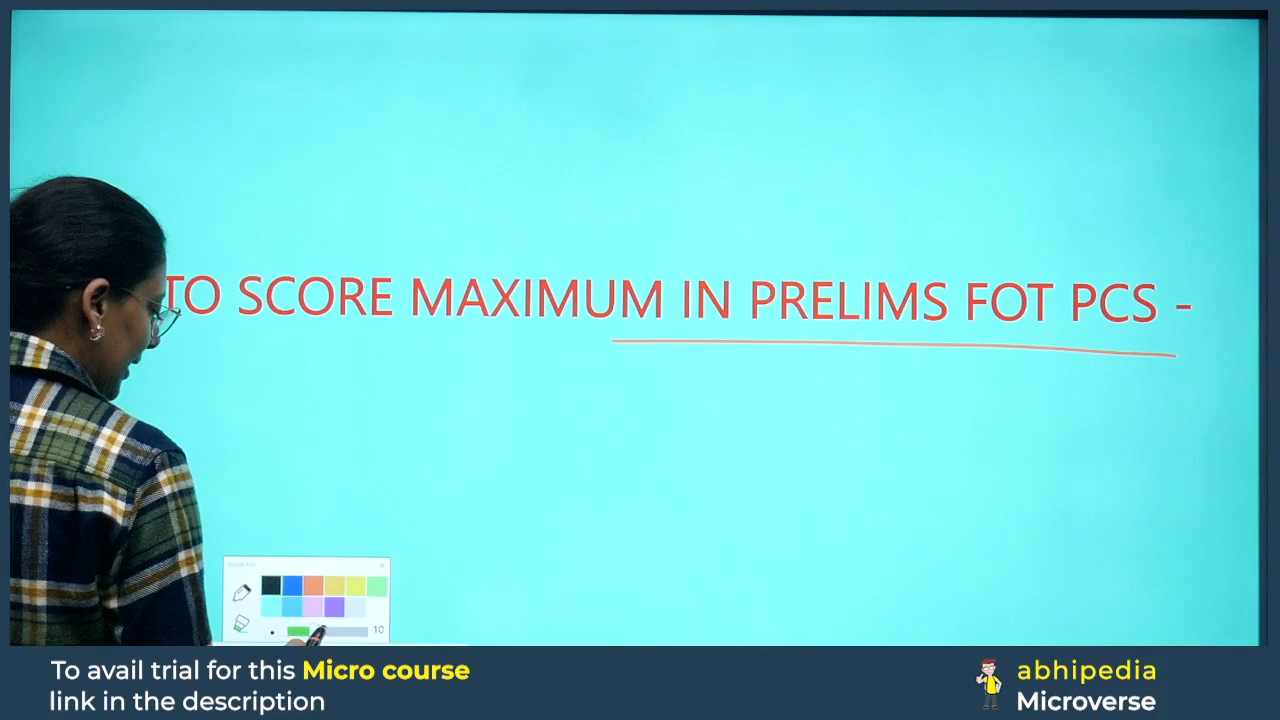 TO SCORE MAXIMUM IN PRELIMS FOT PCS -
10
To avail trial for this Micro course
link in the description
abhipedia
Microverse